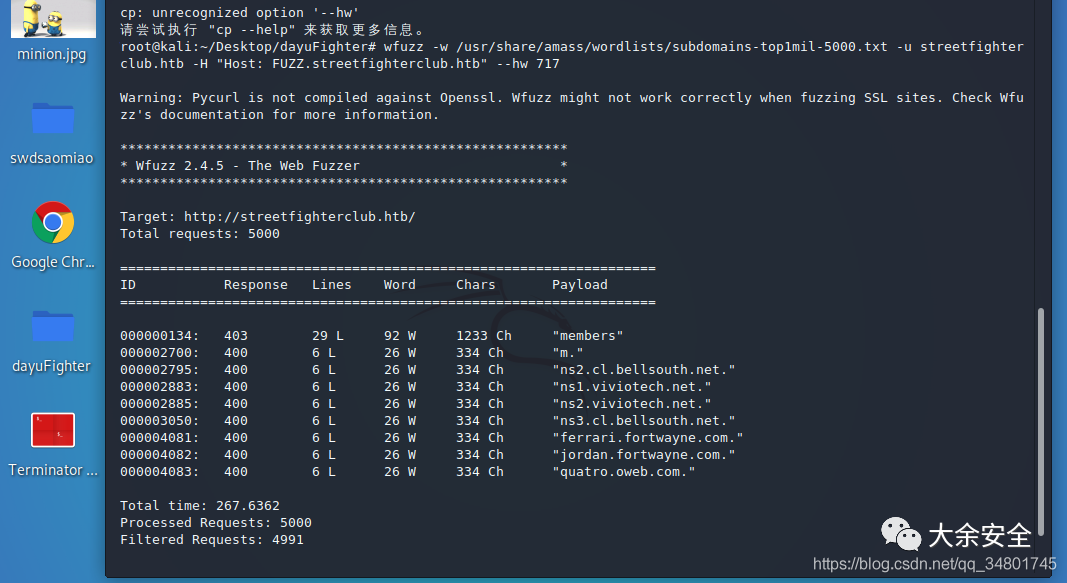 minion.jpg
swdsaomiao
Google Chr...
dayuFighter
Terminator ...
cp: unrecognized option '--hw'
请尝试执行 "cp --help" 来获取更多信息。
root@kali:~/Desktop/dayuFighter# wfuzz -w /usr/share/amass/wordlists/subdomains-top1mil-5000.txt -u streetfighter
club.htb -H "Host: FUZZ.streetfighterclub.htb" --hw 717
Warning: Pycurl is not compiled against Openssl. Wfuzz might not work correctly when fuzzing SSL sites. Check Wfu
zz's documentation for more information.
********************************************************
* Wfuzz 2.4.5 - The Web Fuzzer                         *
********************************************************
Target: http://streetfighterclub.htb/
Total requests: 5000
===================================================================
ID           Response   Lines    Word     Chars       Payload
===================================================================
000000134:   403        29 L     92 W     1233 Ch     "members"
000002700:   400        6 L      26 W     334 Ch      "m."
000002795:   400        6 L      26 W     334 Ch      "ns2.cl.bellsouth.net."
000002883:   400        6 L      26 W     334 Ch      "ns1.viviotech.net."
000002885:   400        6 L      26 W     334 Ch      "ns2.viviotech.net."
000003050:   400        6 L      26 W     334 Ch      "ns3.cl.bellsouth.net."
000004081:   400        6 L      26 W     334 Ch      "ferrari.fortwayne.com."
000004082:   400        6 L      26 W     334 Ch      "jordan.fortwayne.com."
000004083:   400        6 L      26 W     334 Ch      "quatro.oweb.com."
Total time: 267.6362
Processed Requests: 5000
Filtered Requests: 4991
大余安全
https://blog.csdn.net/qq_34801745